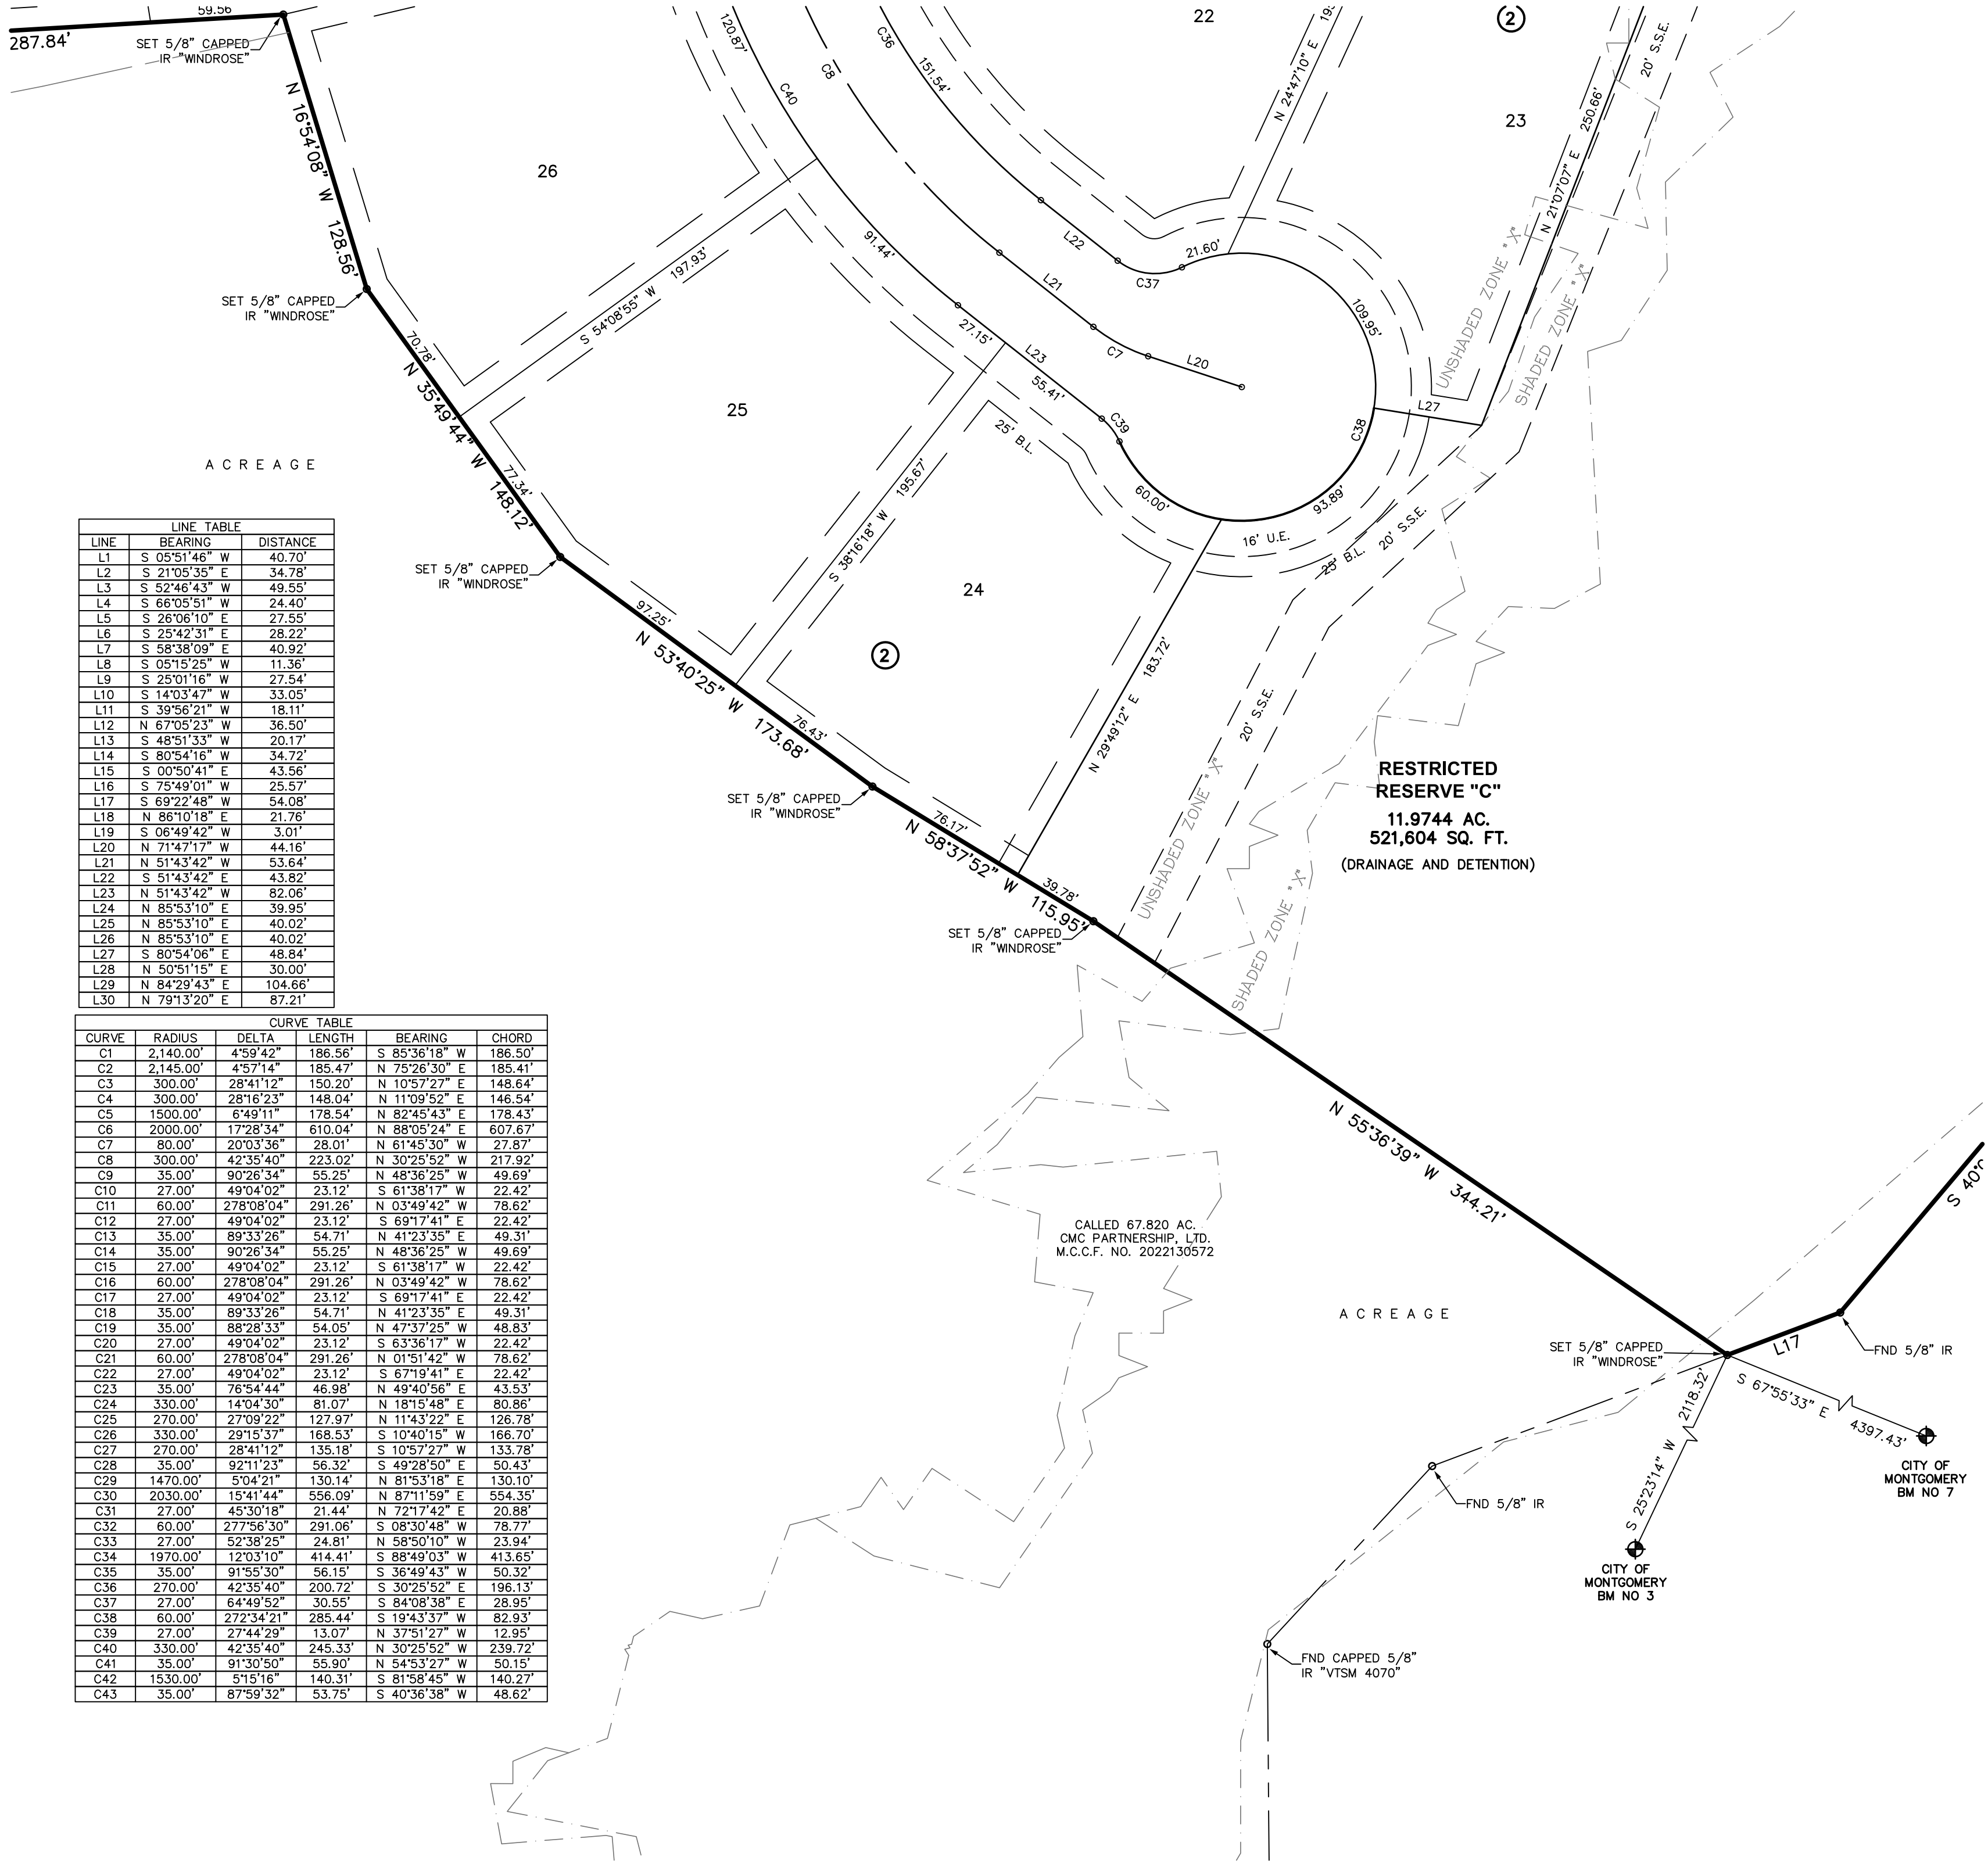 59.56
287.84'
SET 5/8" CAPPED
IR "WINDROSE"
N 16°54'08" W 128.56'
SET 5/8" CAPPED
IR "WINDROSE"
26
120.87'
C40
C8
C36
151.54'
22
N 24°47'10" E
2
23
20' S.S.E.
N 21°07'07" E 250.66'
UNSHADED ZONE "X"
SHADED ZONE "X"
S 54°08'55" W 197.93'
91.44'
L22
C37
21.60'
109.95'
L21
27.15'
L23
55.41'
C7
L20
C39
C38
L27
70.78'
N 35°49'44" W 148.12'
77.34'
25
25' B.L.
60.00'
93.89'
16' U.E.
25' B.L.
20' S.S.E.
ACREAGE
S 38°16'18" W 195.67'
SET 5/8" CAPPED
IR "WINDROSE"
24
2
97.25'
N 53°40'25" W 173.68'
76.43'
N 29°49'12" E 183.72'
20' S.S.E.
UNSHADED ZONE "X"
SHADED ZONE "X"
SET 5/8" CAPPED
IR "WINDROSE"
76.17'
N 58°37'52" W 115.95'
39.78'
SET 5/8" CAPPED
IR "WINDROSE"
RESTRICTED
RESERVE "C"
11.9744 AC.
521,604 SQ. FT.
(DRAINAGE AND DETENTION)
LINE TABLE
LINE BEARING DISTANCE
L1 S 05°51'46" W 40.70'
L2 S 21°05'35" E 34.78'
L3 S 52°46'43" W 49.55'
L4 S 66°05'51" W 24.40'
L5 S 26°06'10" E 27.55'
L6 S 25°42'31" E 28.22'
L7 S 58°38'09" E 40.92'
L8 S 05°15'25" W 11.36'
L9 S 25°01'16" W 27.54'
L10 S 14°03'47" W 33.05'
L11 S 39°56'21" W 18.11'
L12 N 67°05'23" W 36.50'
L13 S 48°51'33" W 20.17'
L14 S 80°54'16" W 34.72'
L15 S 00°50'41" E 43.56'
L16 S 75°49'01" W 25.57'
L17 S 69°22'48" W 54.08'
L18 N 86°10'18" E 21.76'
L19 S 06°49'42" W 3.01'
L20 N 71°47'17" W 44.16'
L21 N 51°43'42" W 53.64'
L22 S 51°43'42" E 43.82'
L23 N 51°43'42" W 82.06'
L24 N 85°53'10" E 39.95'
L25 N 85°53'10" E 40.02'
L26 N 85°53'10" E 40.02'
L27 S 80°54'06" E 48.84'
L28 N 50°51'15" E 30.00'
L29 N 84°29'43" E 104.66'
L30 N 79°13'20" E 87.21'
CURVE TABLE
CURVE RADIUS DELTA LENGTH BEARING CHORD
C1 2,140.00' 4°59'42" 186.56' S 85°36'18" W 186.50'
C2 2,145.00' 4°57'14" 185.47' N 75°26'30" E 185.41'
C3 300.00' 28°41'12" 150.20' N 10°57'27" E 148.64'
C4 300.00' 28°16'23" 148.04' N 11°09'52" E 146.54'
C5 1500.00' 6°49'11" 178.54' N 82°45'43" E 178.43'
C6 2000.00' 17°28'34" 610.04' N 88°05'24" E 607.67'
C7 80.00' 20°03'36" 28.01' N 61°45'30" W 27.87'
C8 300.00' 42°35'40" 223.02' N 30°25'52" W 217.92'
C9 35.00' 90°26'34" 55.25' N 48°36'25" W 49.69'
C10 27.00' 49°04'02" 23.12' S 61°38'17" W 22.42'
C11 60.00' 278°08'04" 291.26' N 03°49'42" W 78.62'
C12 27.00' 49°04'02" 23.12' S 69°17'41" E 22.42'
C13 35.00' 89°33'26" 54.71' N 41°23'35" E 49.31'
C14 35.00' 90°26'34" 55.25' N 48°36'25" W 49.69'
C15 27.00' 49°04'02" 23.12' S 61°38'17" W 22.42'
C16 60.00' 278°08'04" 291.26' N 03°49'42" W 78.62'
C17 27.00' 49°04'02" 23.12' S 69°17'41" E 22.42'
C18 35.00' 89°33'26" 54.71' N 41°23'35" E 49.31'
C19 35.00' 88°28'33" 54.05' N 47°37'25" W 48.83'
C20 27.00' 49°04'02" 23.12' S 63°36'17" W 22.42'
C21 60.00' 278°08'04" 291.26' N 01°51'42" W 78.62'
C22 27.00' 49°04'02" 23.12' S 67°19'41" E 22.42'
C23 35.00' 76°54'44" 46.98' N 49°40'56" E 43.53'
C24 330.00' 14°04'30" 81.07' N 18°15'48" E 80.86'
C25 270.00' 27°09'22" 127.97' N 11°43'22" E 126.78'
C26 330.00' 29°15'37" 168.53' S 10°40'15" W 166.70'
C27 270.00' 28°41'12" 135.18' S 10°57'27" W 133.78'
C28 35.00' 92°11'23" 56.32' S 49°28'50" E 50.43'
C29 1470.00' 5°04'21" 130.14' N 81°53'18" E 130.10'
C30 2030.00' 15°41'44" 556.09' N 87°11'59" E 554.35'
C31 27.00' 45°30'18" 21.44' N 72°17'42" E 20.88'
C32 60.00' 277°56'30" 291.06' S 08°30'48" W 78.77'
C33 27.00' 52°38'25" 24.81' N 58°50'10" W 23.94'
C34 1970.00' 12°03'10" 414.41' S 88°49'03" W 413.65'
C35 35.00' 91°55'30" 56.15' S 36°49'43" W 50.32'
C36 270.00' 42°35'40" 200.72' S 30°25'52" E 196.13'
C37 27.00' 64°49'52" 30.55' S 84°08'38" E 28.95'
C38 60.00' 272°34'21" 285.44' S 19°43'37" W 82.93'
C39 27.00' 27°44'29" 13.07' N 37°51'27" W 12.95'
C40 330.00' 42°35'40" 245.33' N 30°25'52" W 239.72'
C41 35.00' 91°30'50" 55.90' N 54°53'27" W 50.15'
C42 1530.00' 5°15'16" 140.31' S 81°58'45" W 140.27'
C43 35.00' 87°59'32" 53.75' S 40°36'38" W 48.62'
N 55°36'39" W 344.21'
CALLED 67.820 AC.
CMC PARTNERSHIP, LTD.
M.C.C.F. NO. 2022130572
ACREAGE
SET 5/8" CAPPED
IR "WINDROSE"
L17
FND 5/8" IR
S 67°55'33" E 4397.43'
CITY OF
MONTGOMERY
BM NO 7
S 25°23'14" W 2118.32'
CITY OF
MONTGOMERY
BM NO 3
FND 5/8" IR
FND CAPPED 5/8"
IR "VTSM 4070"